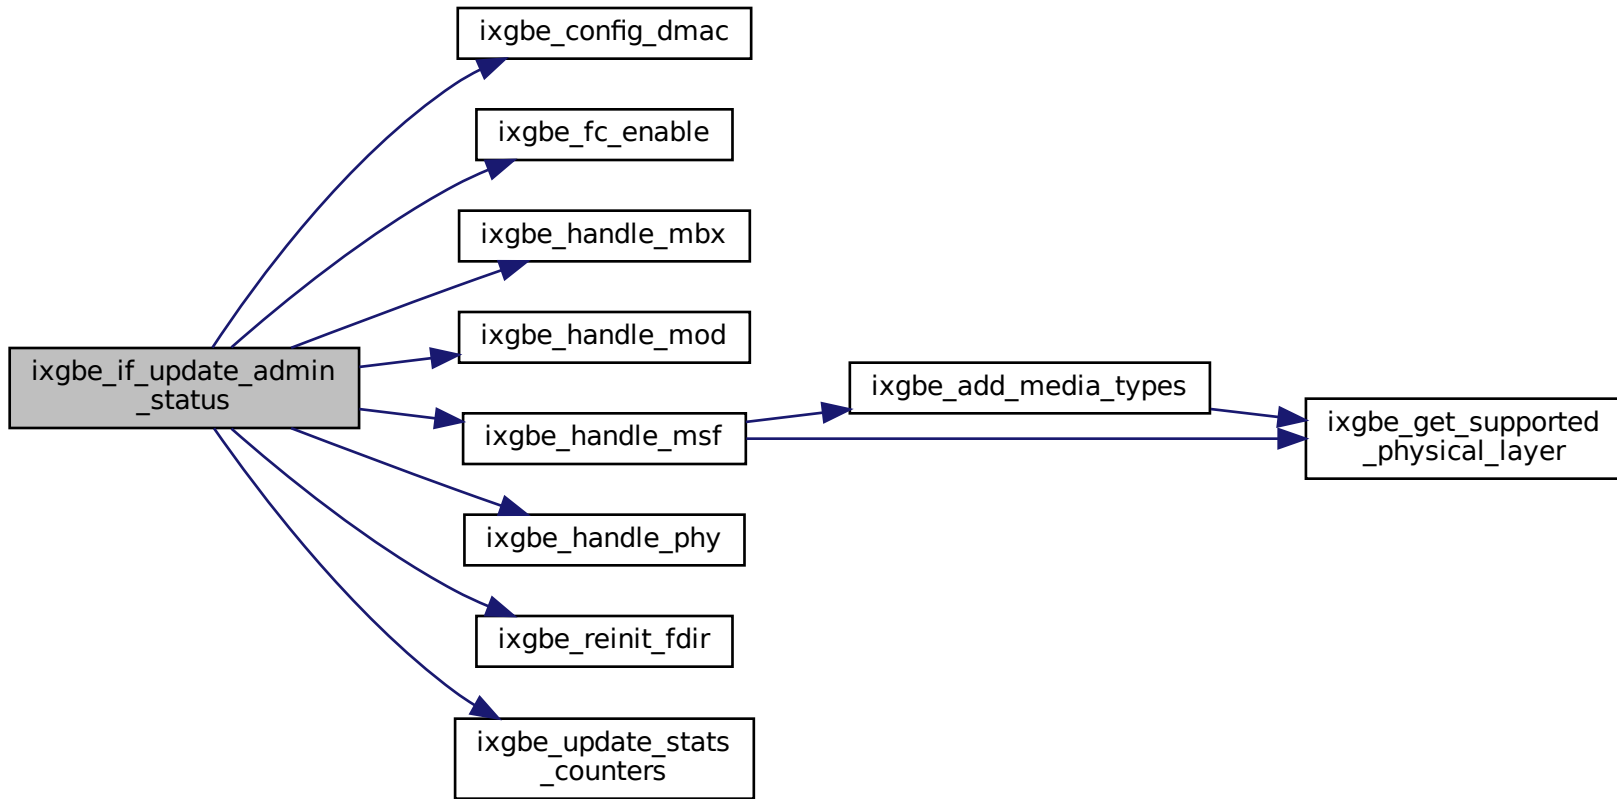 ixgbe_config_dmac
ixgbe_fc_enable
ixgbe_handle_mbx
ixgbe_handle_mod
ixgbe_if_update_admin
_status
ixgbe_handle_msf
ixgbe_add_media_types
ixgbe_get_supported
_physical_layer
ixgbe_handle_phy
ixgbe_reinit_fdir
ixgbe_update_stats
_counters